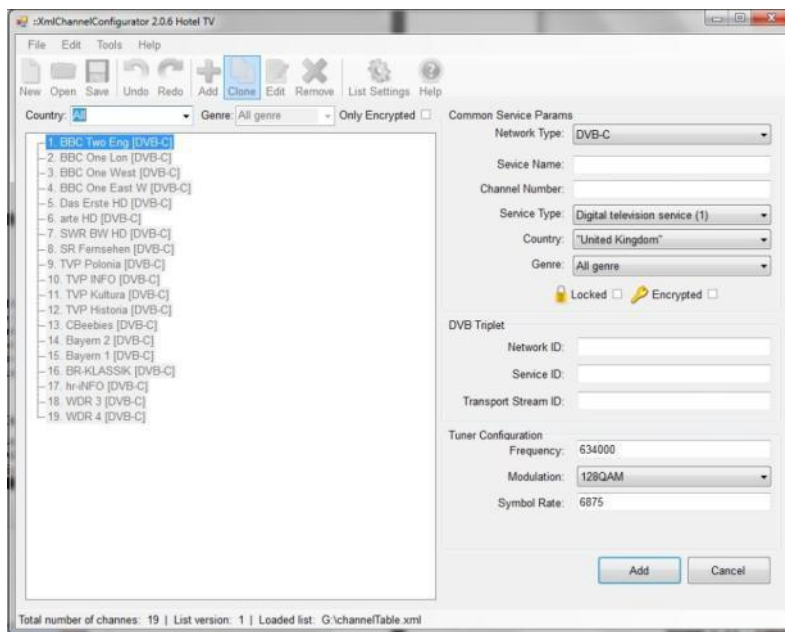 ::XmlChannelConfigurator 2.0.6 Hotel TV
File Edit Tools Help
New Open Save Undo Redo Add Clone Edit Remove List Settings Help
Country: All Genre: All genre Only Encrypted
1. BBC Two Eng [DVB-C]
2. BBC One Lon [DVB-C]
3. BBC One West [DVB-C]
4. BBC One East W [DVB-C]
5. Das Erste HD [DVB-C]
6. arte HD [DVB-C]
7. SWR BW HD [DVB-C]
8. SR Fernsehen [DVB-C]
9. TVP Polonia [DVB-C]
10. TVP INFO [DVB-C]
11. TVP Kultura [DVB-C]
12. TVP Historia [DVB-C]
13. CBeebies [DVB-C]
14. Bayern 2 [DVB-C]
15. Bayern 1 [DVB-C]
16. BR-KLASSIK [DVB-C]
17. hr-iNFO [DVB-C]
18. WDR 3 [DVB-C]
19. WDR 4 [DVB-C]
Common Service Params
Network Type: DVB-C
Sevice Name:
Channel Number:
Service Type: Digital television service (1)
Country: "United Kingdom"
Genre: All genre
Locked Encrypted
DVB Triplet
Network ID:
Service ID:
Transport Stream ID:
Tuner Configuration
Frequency: 634000
Modulation: 128QAM
Symbol Rate: 6875
Add Cancel
Total number of channes: 19 | List version: 1 | Loaded list: G:\channelTable.xml